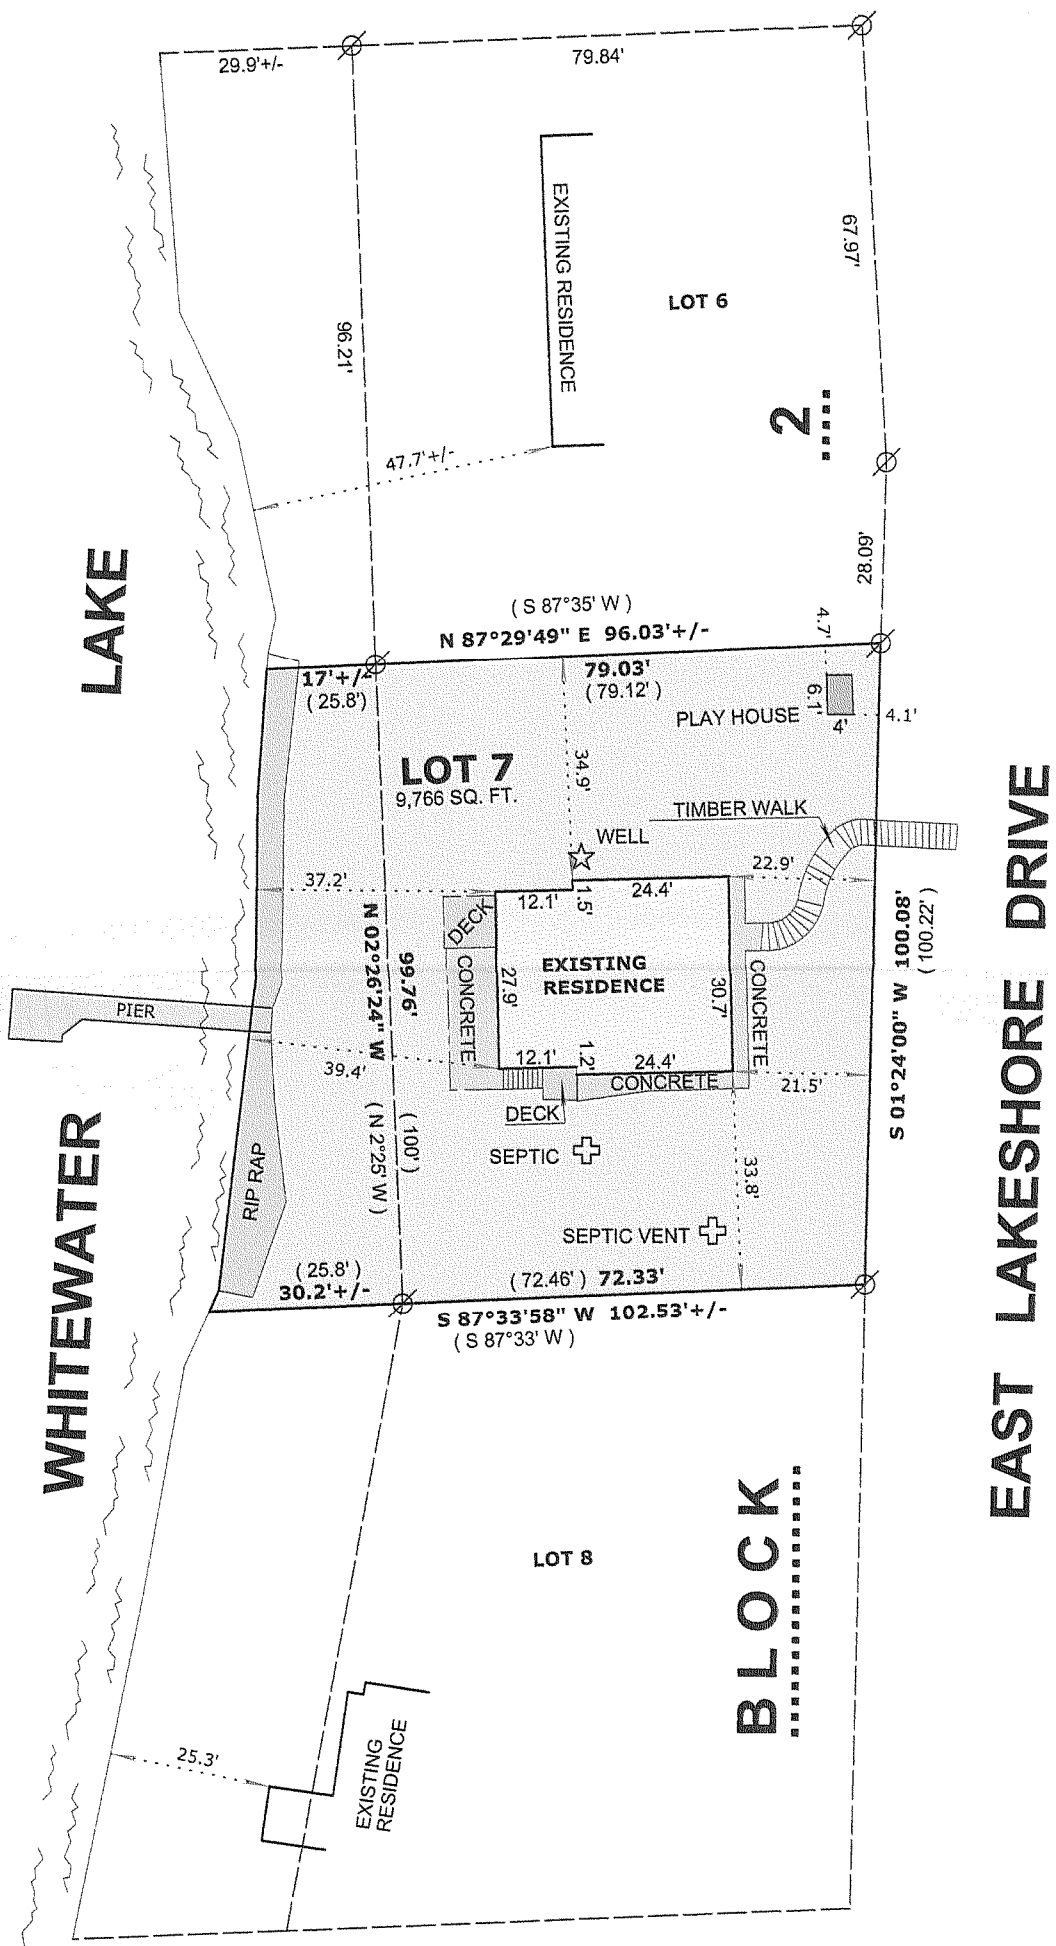 29.9'+/-
79.84'
EXISTING RESIDENCE
67.97'
LOT 6
96.21'
2
47.7'+/-
28.09'
LAKE
( S 87°35' W )
N 87°29'49" E 96.03'+/-
4.7'
17'+/-
( 25.8')
79.03'
( 79.12' )
6.1'
4'
4.1'
PLAY HOUSE
34.9'
LOT 7
9,766 SQ. FT.
TIMBER WALK
WELL
22.9'
37.2'
12.1'
1.5'
24.4'
DECK
N 02°26'24" W
99.76'
CONCRETE
27.9'
EXISTING
RESIDENCE
30.7'
CONCRETE
S 01°24'00" W 100.08'
( 100.22' )
EAST LAKESHORE DRIVE
PIER
39.4'
12.1'
1.2'
24.4'
CONCRETE
21.5'
DECK
( 100' )
( N 2°25' W )
SEPTIC
33.8'
WHITEWATER
RIP RAP
SEPTIC VENT
( 25.8' )
30.2'+/-
( 72.46' ) 72.33'
S 87°33'58" W 102.53'+/-
( S 87°33' W )
BLOCK
LOT 8
25.3'
EXISTING
RESIDENCE